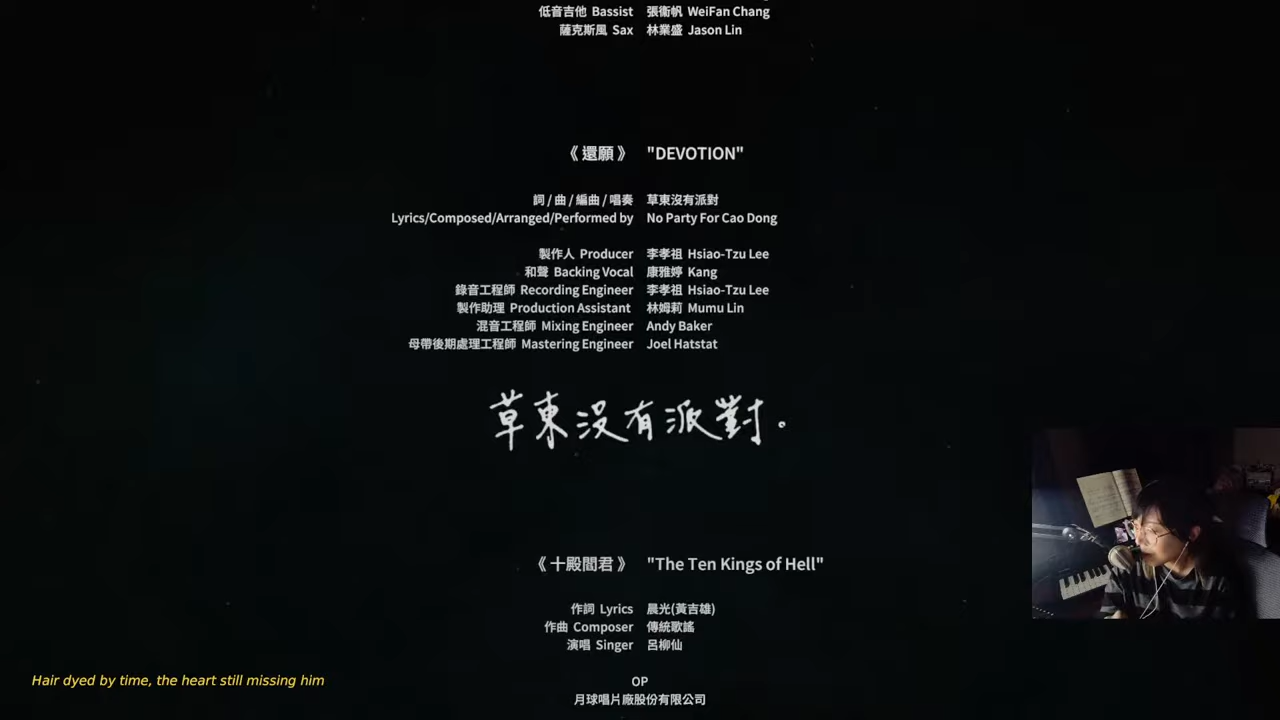 低音吉他 Bassist 張衞帆 WeiFan Chang
薩克斯風 Sax 林業盛 Jason Lin
《還願》 "DEVOTION"
詞 / 曲 / 編曲 / 唱奏 草東沒有派對
Lyrics/Composed/Arranged/Performed by No Party For Cao Dong
製作人 Producer 李孝祖 Hsiao-Tzu Lee
和聲 Backing Vocal 康雅婷 Kang
錄音工程師 Recording Engineer 李孝祖 Hsiao-Tzu Lee
製作助理 Production Assistant 林姆莉 Mumu Lin
混音工程師 Mixing Engineer Andy Baker
母帶後期處理工程師 Mastering Engineer Joel Hatstat
草東沒有派對。
《十殿閻君》 "The Ten Kings of Hell"
作詞 Lyrics 晨光(黃吉雄)
作曲 Composer 傳統歌謠
演唱 Singer 呂柳仙
Hair dyed by time, the heart still missing him
OP
月球唱片廠股份有限公司